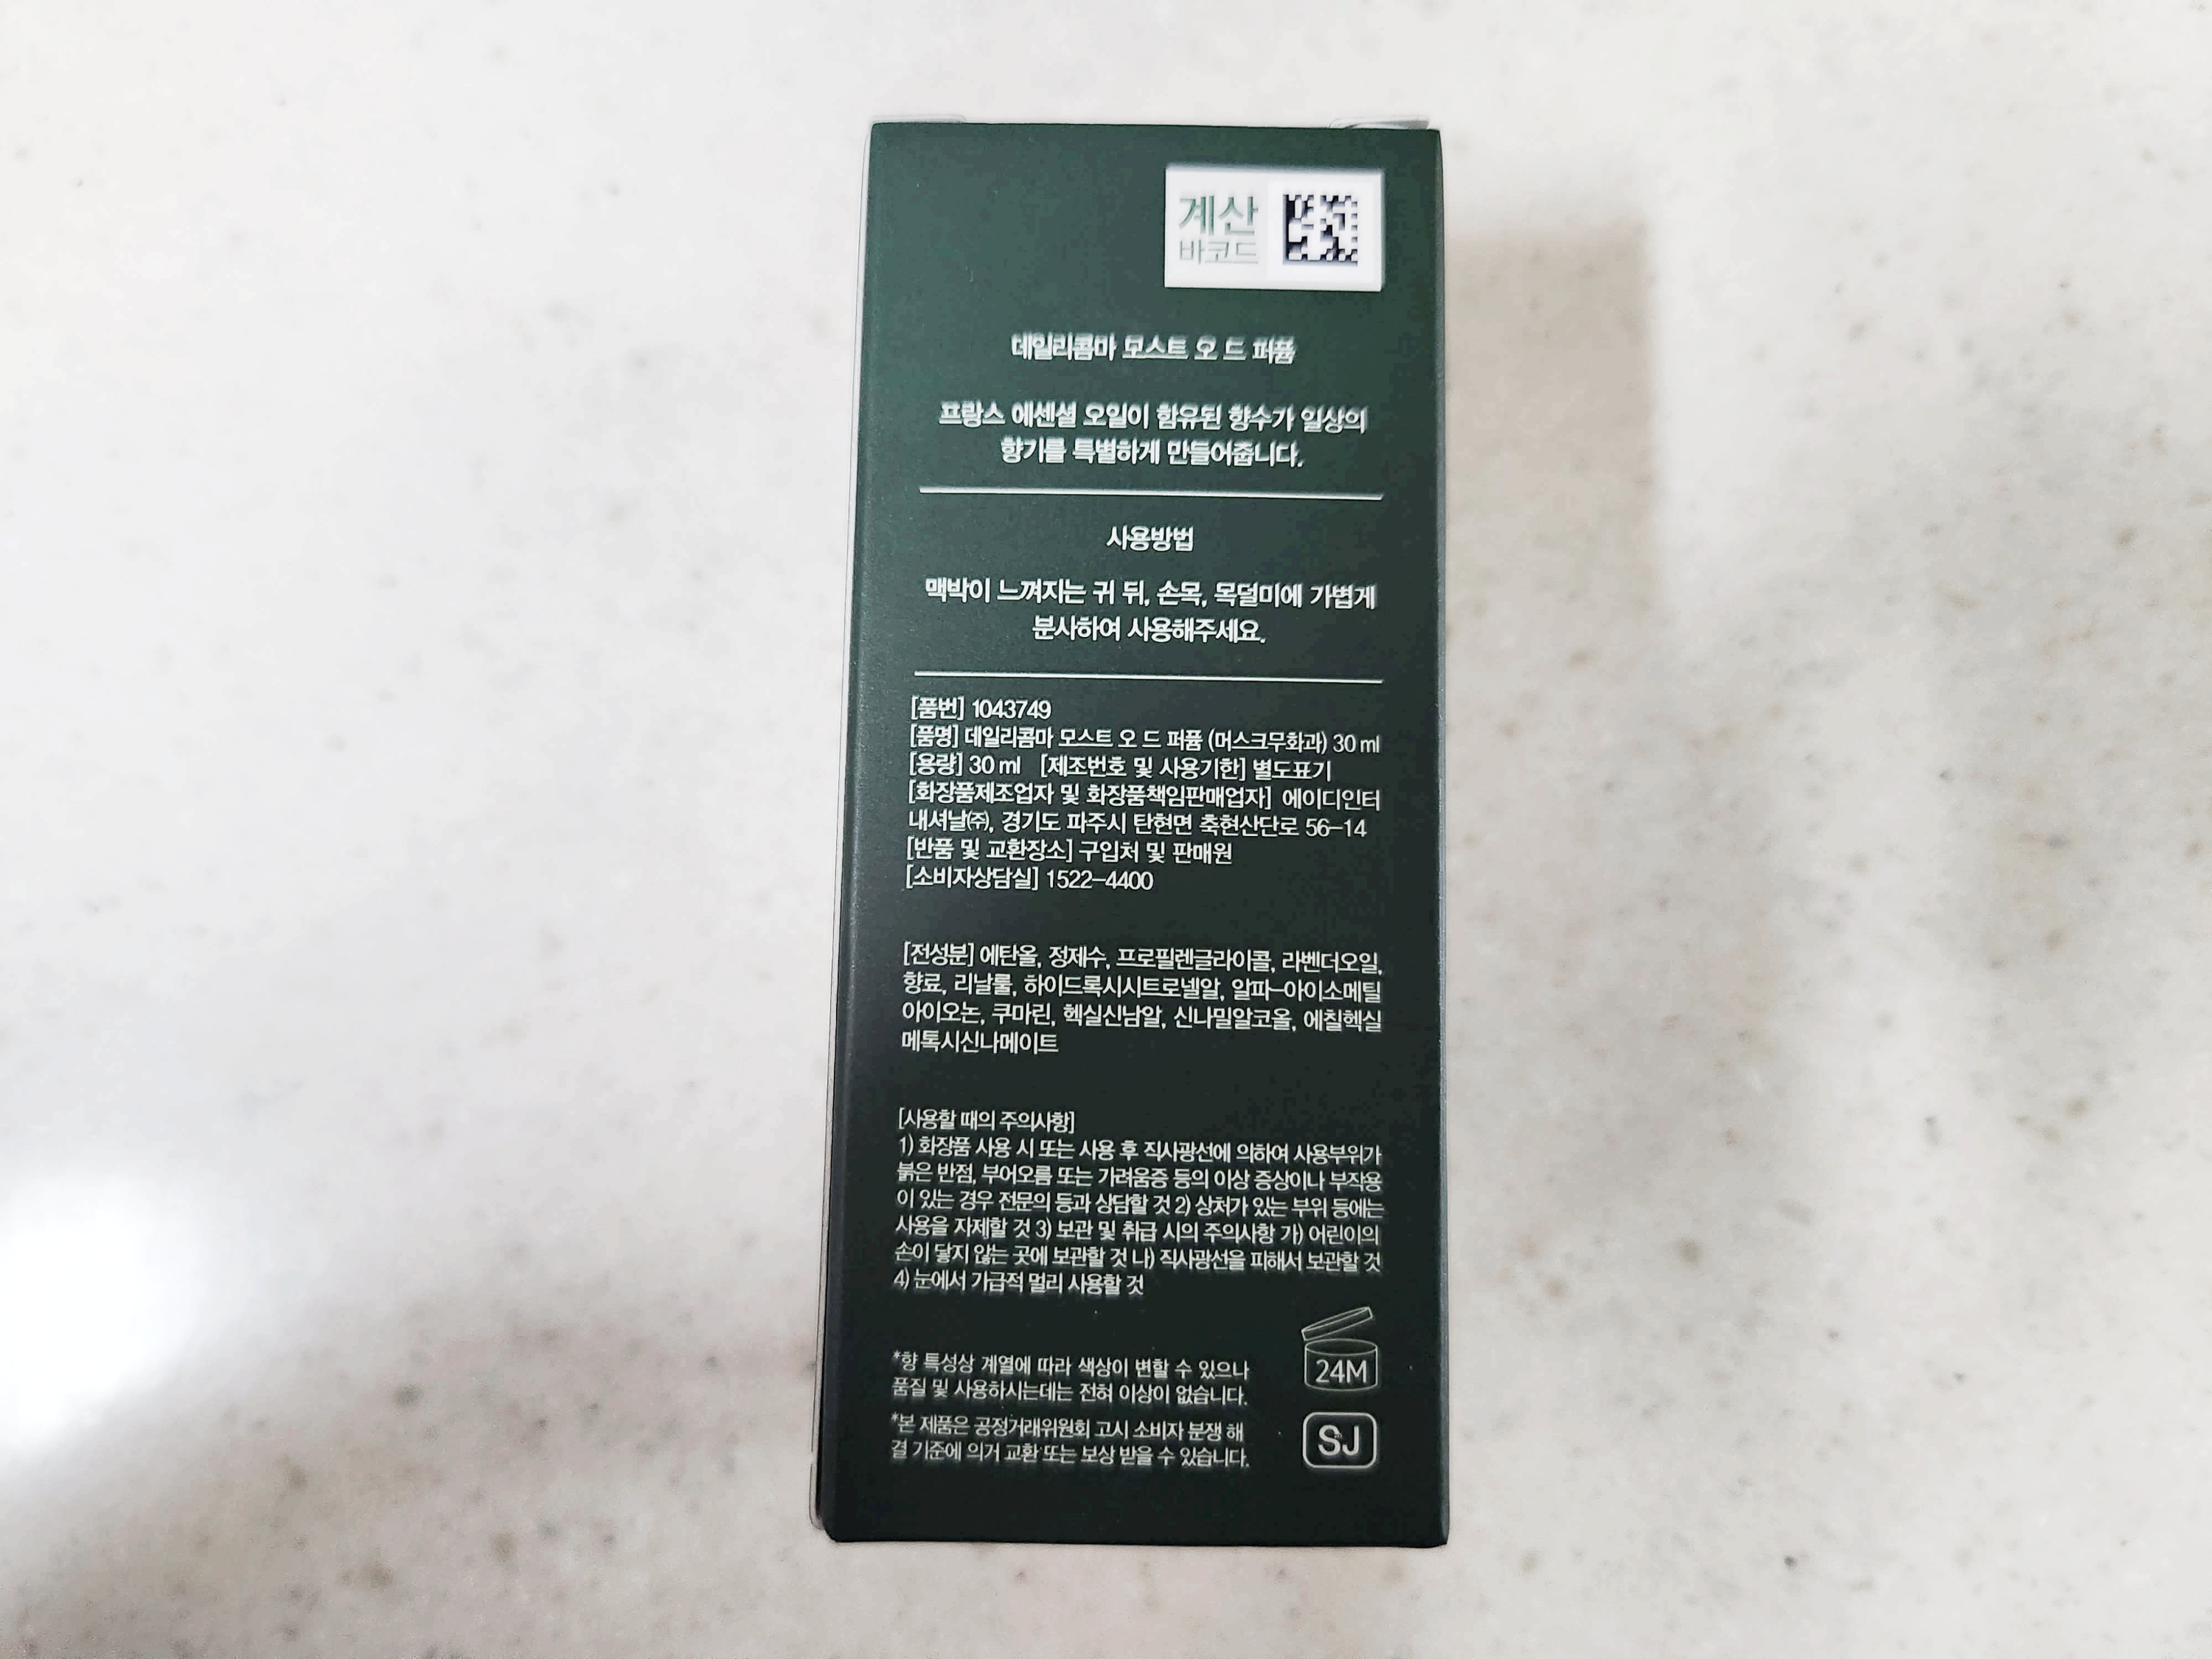 계산
바코드
데일리콤마 모스트 오 드 퍼퓸
프랑스 에센셜 오일이 함유된 향수가 일상의
향기를 특별하게 만들어줍니다.
사용방법
맥박이 느껴지는 귀 뒤, 손목, 목덜미에 가볍게
분사하여 사용해주세요.
[품번] 1043749
[품명] 데일리콤마 모스트 오 드 퍼퓸 (머스크무화과) 30 ml
[용량] 30 ml [제조번호 및 사용기한] 별도표기
[화장품제조업자 및 화장품책임판매업자] 에이디인터
내셔날㈜, 경기도 파주시 탄현면 축현산단로 56-14
[반품 및 교환장소] 구입처 및 판매원
[소비자상담실] 1522-4400
[전성분] 에탄올, 정제수, 프로필렌글라이콜, 라벤더오일,
향료, 리날룰, 하이드록시시트로넬알, 알파-아이소메틸
아이오논, 쿠마린, 헥실신남알, 신나밀알코올, 에칠헥실
메톡시신나메이트
[사용할 때의 주의사항]
1) 화장품 사용 시 또는 사용 후 직사광선에 의하여 사용부위가
붉은 반점, 부어오름 또는 가려움증 등의 이상 증상이나 부작용
이 있는 경우 전문의 등과 상담할 것 2) 상처가 있는 부위 등에는
사용을 자제할 것 3) 보관 및 취급 시의 주의사항 가) 어린이의
손이 닿지 않는 곳에 보관할 것 나) 직사광선을 피해서 보관할 것
4) 눈에서 가급적 멀리 사용할 것
*향 특성상 계열에 따라 색상이 변할 수 있으나
품질 및 사용하시는데는 전혀 이상이 없습니다.
24M
*본 제품은 공정거래위원회 고시 소비자 분쟁 해
결 기준에 의거 교환 또는 보상 받을 수 있습니다.
SJ